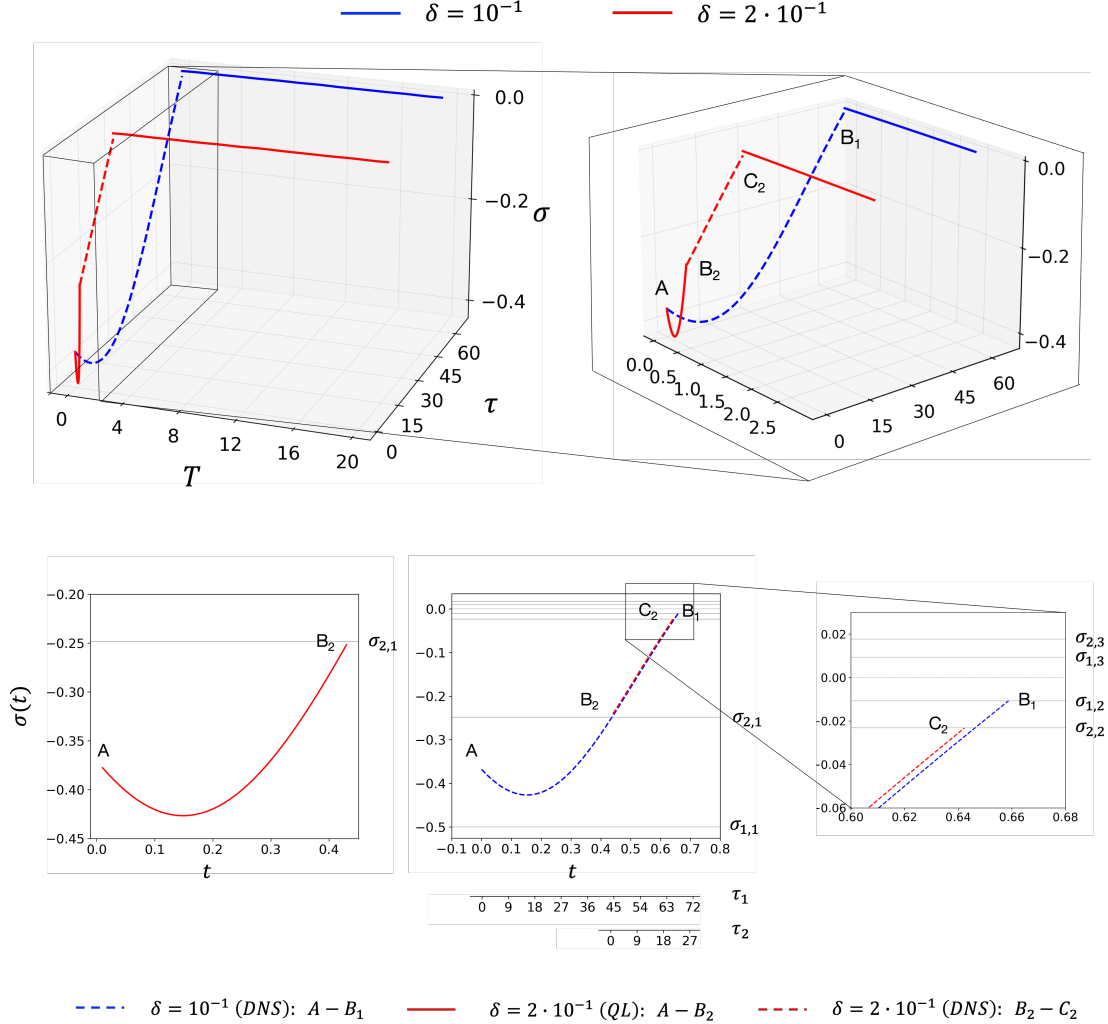 δ = 10⁻¹ δ = 2 · 10⁻¹
0.0
−0.2
σ
−0.4
60
45
30
τ
15
0
0 4 8 12 16 20
T
B₁
C₂
B₂
A
0.0
−0.2
−0.4
0.0 0.5 1.0 1.5 2.0 2.5
0 15 30 45 60
−0.20
−0.25
−0.30
−0.35
−0.40
−0.45
σ(t)
A
B₂
σ₂,₁
0.0 0.1 0.2 0.3 0.4
t
0.0
−0.1
−0.2
−0.3
−0.4
−0.5
C₂ B₁
B₂
A
σ₂,₁
σ₁,₁
−0.1 0.0 0.1 0.2 0.3 0.4 0.5 0.6 0.7 0.8
t
0 9 18 27 36 45 54 63 72 τ₁
0 9 18 27 τ₂
0.02
0.00
−0.02
−0.04
−0.06
B₁
C₂
σ₂,₃
σ₁,₃
σ₁,₂
σ₂,₂
0.60 0.62 0.64 0.66 0.68
δ = 10⁻¹ (DNS): A − B₁ δ = 2 · 10⁻¹ (QL): A − B₂ δ = 2 · 10⁻¹ (DNS): B₂ − C₂